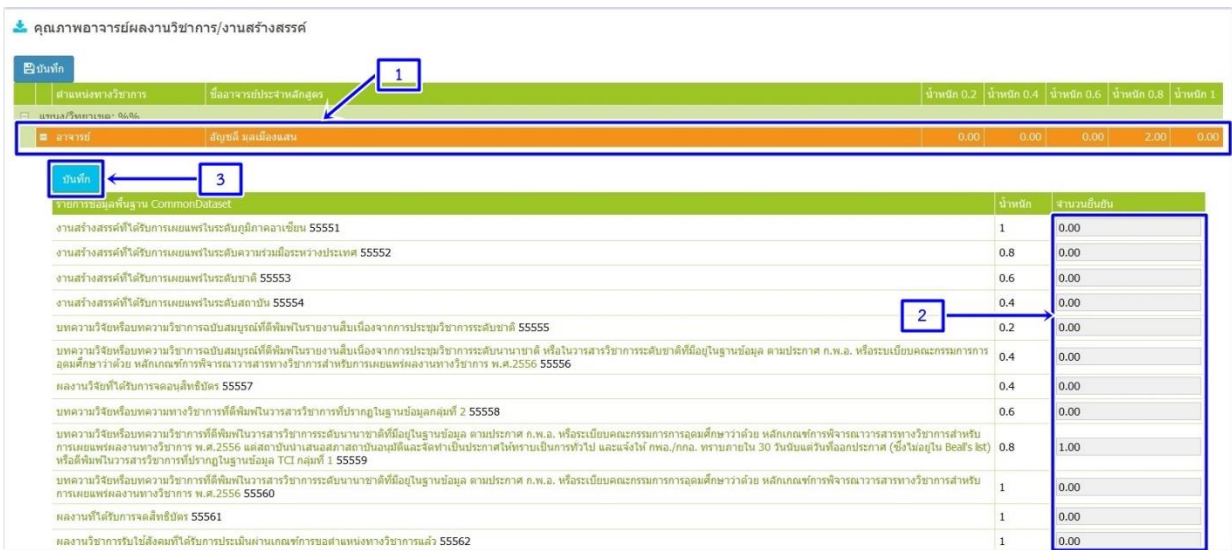 คุณภาพอาจารย์ผลงานวิชาการ/งานสร้างสรรค์
บันทึก
1
ตำแหน่งทางวิชาการ ชื่ออาจารย์ประจำหลักสูตร น้ำหนัก 0.2 น้ำหนัก 0.4 น้ำหนัก 0.6 น้ำหนัก 0.8 น้ำหนัก 1
แขนง/วิทยาเขต: %%
อาจารย์ อัญชลี มูลเมืองแสน 0.00 0.00 0.00 2.00 0.00
บันทึก 3
รายการข้อมูลพื้นฐาน CommonDataset น้ำหนัก จำนวนยืนยัน
งานสร้างสรรค์ที่ได้รับการเผยแพร่ในระดับภูมิภาคอาเซียน 55551 1 0.00
งานสร้างสรรค์ที่ได้รับการเผยแพร่ในระดับความร่วมมือระหว่างประเทศ 55552 0.8 0.00
งานสร้างสรรค์ที่ได้รับการเผยแพร่ในระดับชาติ 55553 0.6 0.00
งานสร้างสรรค์ที่ได้รับการเผยแพร่ในระดับสถาบัน 55554 0.4 0.00
2
บทความวิจัยหรือบทความวิชาการฉบับสมบูรณ์ที่ตีพิมพ์ในรายงานสืบเนื่องจากการประชุมวิชาการระดับชาติ 55555 0.2 0.00
บทความวิจัยหรือบทความวิชาการฉบับสมบูรณ์ที่ตีพิมพ์ในรายงานสืบเนื่องจากการประชุมวิชาการระดับนานาชาติ หรือในวารสารวิชาการระดับชาติที่มีอยู่ในฐานข้อมูล ตามประกาศ ก.พ.อ. หรือระบเบียบคณะกรรมการการ
อุดมศึกษาว่าด้วย หลักเกณฑ์การพิจารณาวารสารทางวิชาการสำหรับการเผยแพร่ผลงานทางวิชาการ พ.ศ.2556 55556 0.4 0.00
ผลงานวิจัยที่ได้รับการจดอนุสิทธิบัตร 55557 0.4 0.00
บทความวิจัยหรือบทความทางวิชาการที่ตีพิมพ์ในวารสารวิชาการที่ปรากฏในฐานข้อมูลกลุ่มที่ 2 55558 0.6 0.00
บทความวิจัยหรือบทความวิชาการที่ตีพิมพ์ในวารสารวิชาการระดับนานาชาติที่มีอยู่ในฐานข้อมูล ตามประกาศ ก.พ.อ. หรือระเบียบคณะกรรมการการอุดมศึกษาว่าด้วย หลักเกณฑ์การพิจารณาวารสารทางวิชาการสำหรับ
การเผยแพร่ผลงานทางวิชาการ พ.ศ.2556 แต่สถาบันนำเสนอสภาสถาบันอนุมัติและจัดทำเป็นประกาศให้ทราบเป็นการทั่วไป และแจ้งให้ กพอ./กกอ. ทราบภายใน 30 วันนับแต่วันที่ออกประกาศ (ซึ่งไม่อยู่ใน Beall's list) 0.8 1.00
หรือตีพิมพ์ในวารสารวิชาการที่ปรากฏในฐานข้อมูล TCI กลุ่มที่ 1 55559
บทความวิจัยหรือบทความวิชาการที่ตีพิมพ์ในวารสารวิชาการระดับนานาชาติที่มีอยู่ในฐานข้อมูล ตามประกาศ ก.พ.อ. หรือระเบียบคณะกรรมการการอุดมศึกษาว่าด้วย หลักเกณฑ์การพิจารณาวารสารทางวิชาการสำหรับ
การเผยแพร่ผลงานทางวิชาการ พ.ศ.2556 55560 1 0.00
ผลงานที่ได้รับการจดสิทธิบัตร 55561 1 0.00
ผลงานวิชาการรับใช้สังคมที่ได้รับการประเมินผ่านเกณฑ์การขอตำแหน่งทางวิชาการแล้ว 55562 1 0.00